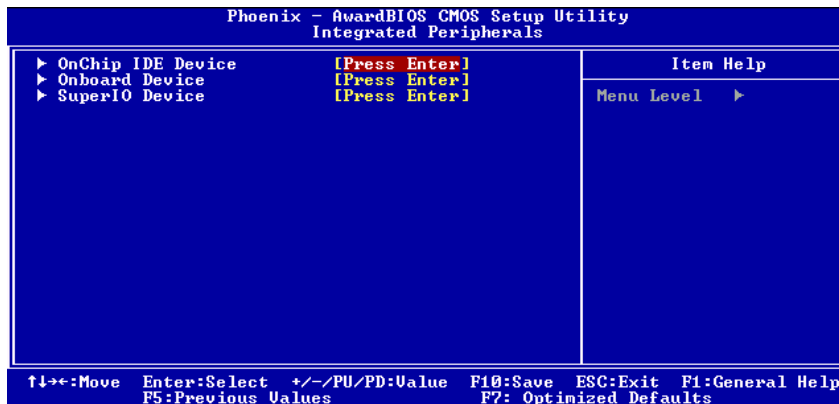 Phoenix - AwardBIOS CMOS Setup Utility
Integrated Peripherals
▶ OnChip IDE Device [Press Enter]
▶ Onboard Device [Press Enter]
▶ SuperIO Device [Press Enter]
Item Help
Menu Level ▶
↑↓→←:Move Enter:Select +/-/PU/PD:Value F10:Save ESC:Exit F1:General Help
F5:Previous Values F7: Optimized Defaults